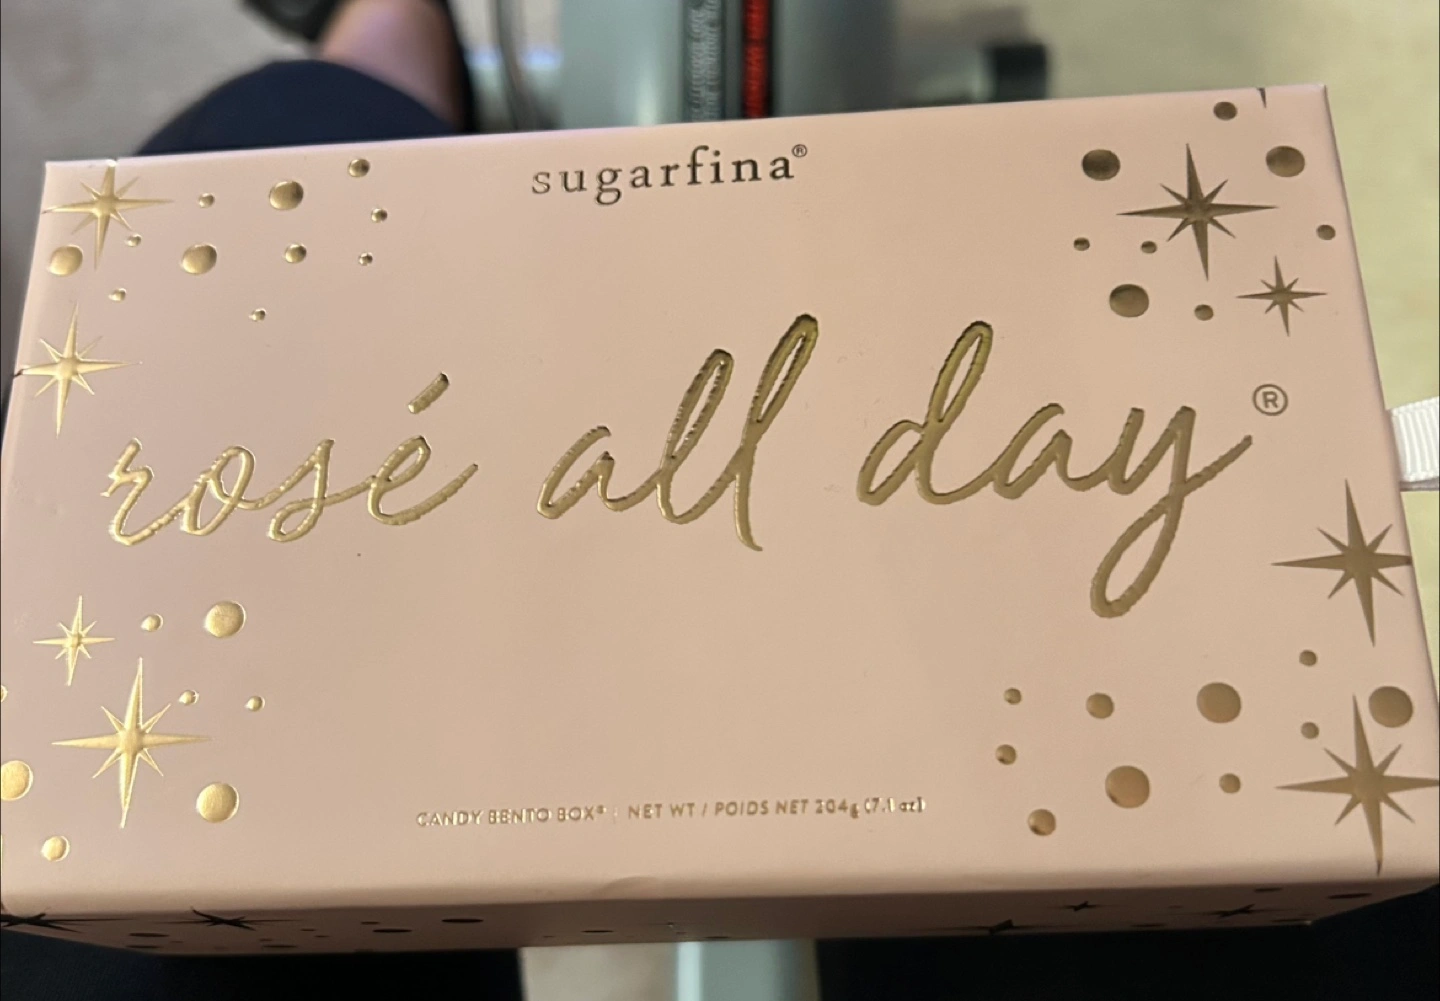 sugarfina®
rosé all day®
CANDY BENTO BOX® | NET WT / POIDS NET 204g (7.1 oz)